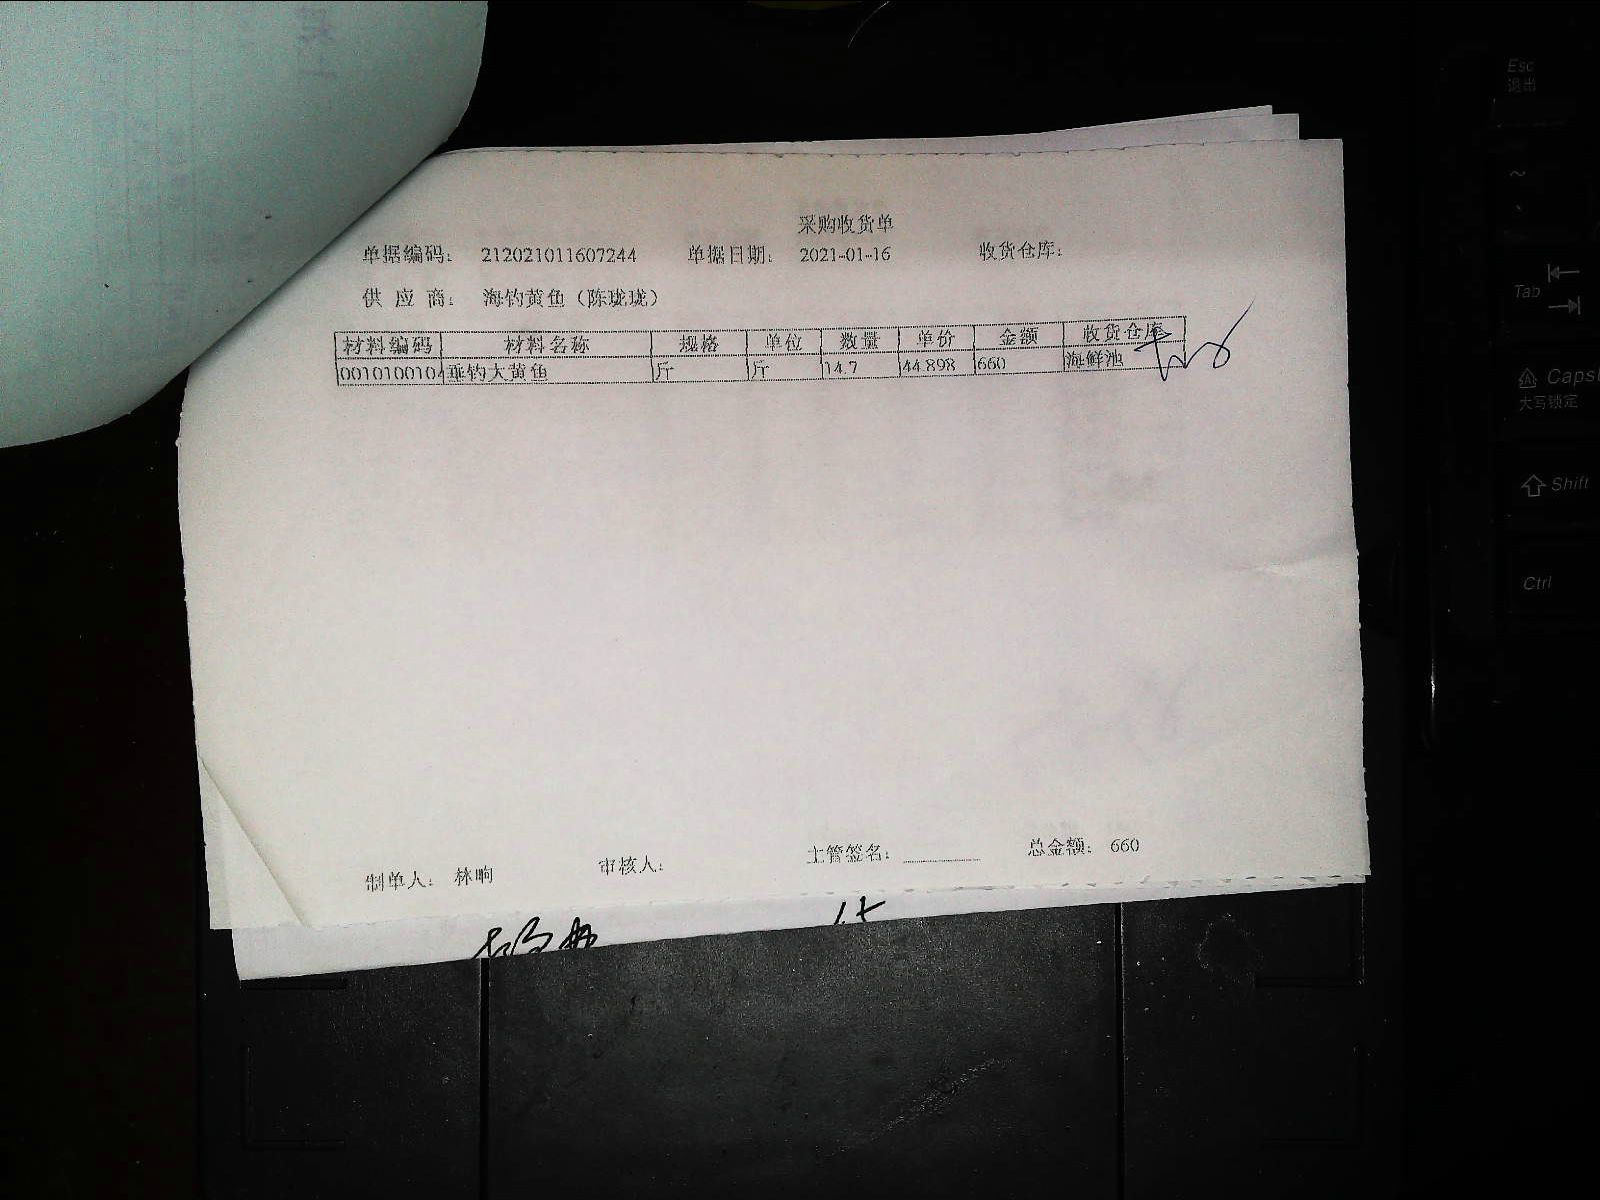 采购收货单
单据编码： 212021011607244 单据日期： 2021-01-16 收货仓库：
供 应 商： 海钓黄鱼（陈珑珑）
材料编码 材料名称 规格 单位 数量 单价 金额 收货仓库
0010100104 垂钓大黄鱼 斤 斤 14.7 44.898 660 海鲜池
制单人： 林晌 审核人： 主管签名： 总金额： 660
Esc
退出
~
Tab
Caps
大写锁定
Shift
Ctrl